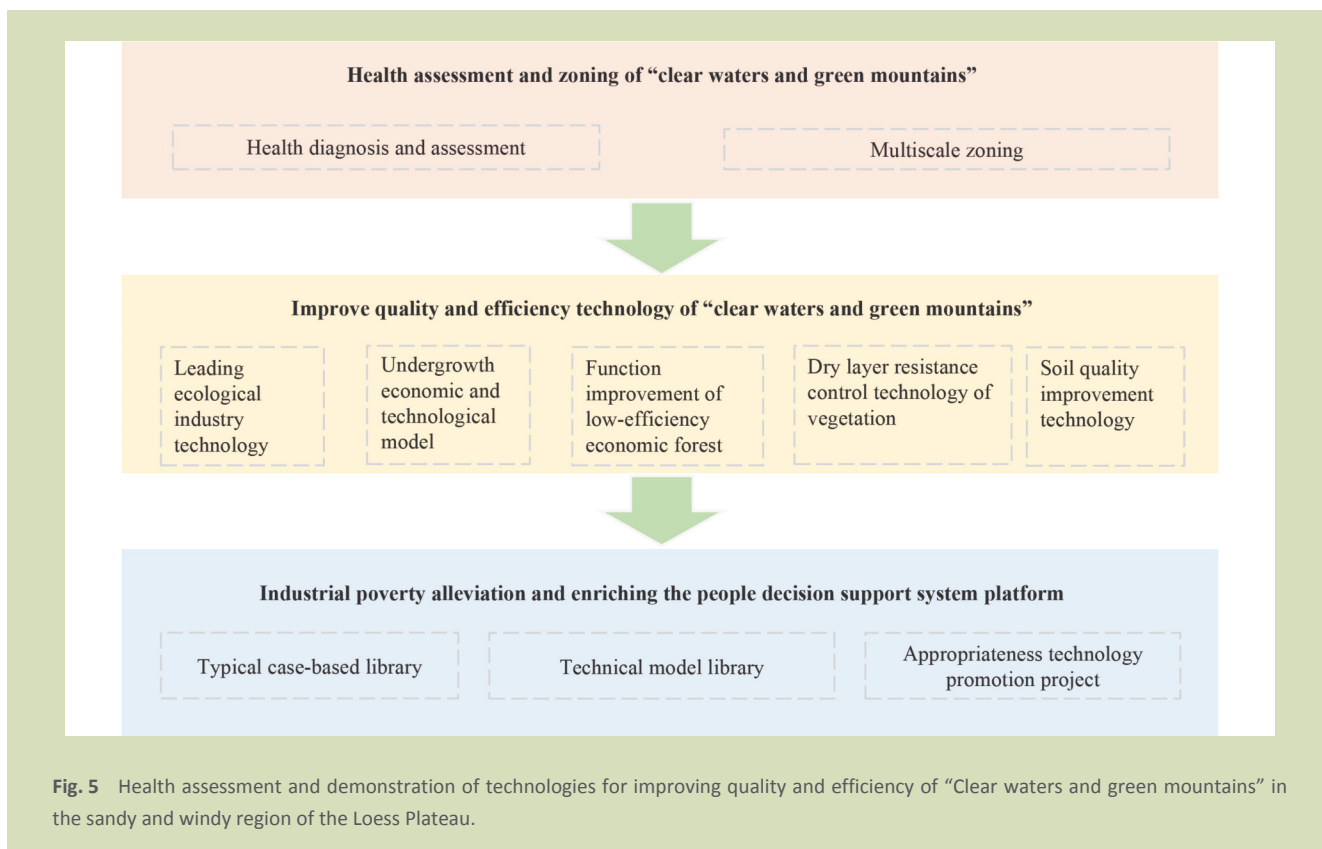 Health assessment and zoning of “clear waters and green mountains”
Health diagnosis and assessment
Multiscale zoning
Improve quality and efficiency technology of “clear waters and green mountains”
Leading
ecological
industry
technology
Undergrowth
economic and
technological
model
Function
improvement of
low-efficiency
economic forest
Dry layer resistance
control technology of
vegetation
Soil quality
improvement
technology
Industrial poverty alleviation and enriching the people decision support system platform
Typical case-based library
Technical model library
Appropriateness technology
promotion project
Fig. 5 Health assessment and demonstration of technologies for improving quality and efficiency of “Clear waters and green mountains” in
the sandy and windy region of the Loess Plateau.